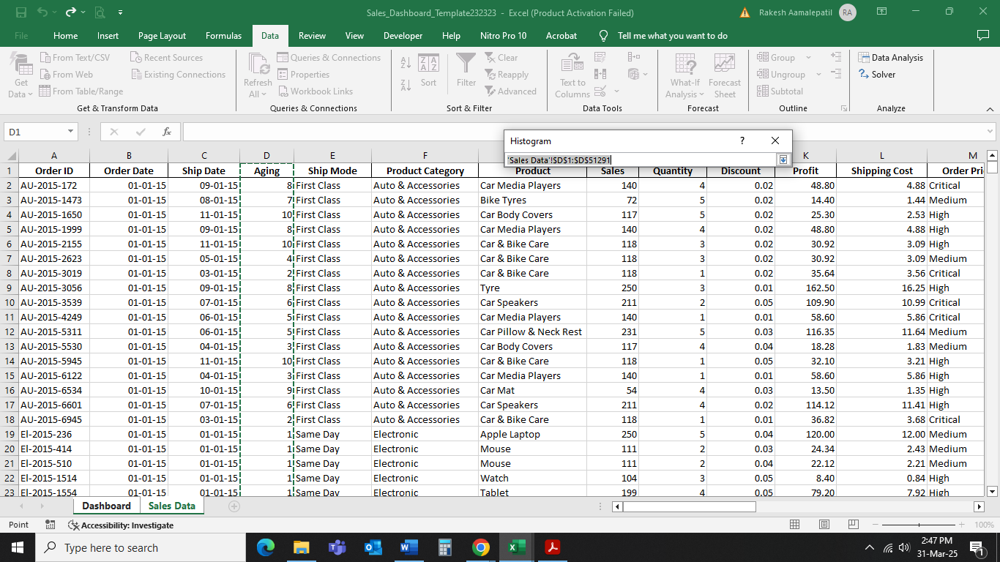 Sales_Dashboard_Template232323 - Excel (Product Activation Failed)
Rakesh Aamalepatil RA
File Home Insert Page Layout Formulas Data Review View Developer Help Nitro Pro 10 Acrobat Tell me what you want to do
Get Data
From Text/CSV
From Web
From Table/Range
Recent Sources
Existing Connections
Get & Transform Data
Refresh All
Queries & Connections
Properties
Workbook Links
Queries & Connections
Sort
Filter
Clear
Reapply
Advanced
Sort & Filter
Text to Columns
Data Tools
What-If Analysis
Forecast Sheet
Forecast
Group
Ungroup
Subtotal
Outline
Data Analysis
Solver
Analyze
D1
fx
Histogram ?
'Sales Data'!$D$1:$D$51291
A B C D E F K L M
1 Order ID Order Date Ship Date Aging Ship Mode Product Category Product Sales Quantity Discount Profit Shipping Cost Order Pri
2 AU-2015-172 01-01-15 09-01-15 8 First Class Auto & Accessories Car Media Players 140 4 0.02 48.80 4.88 Critical
3 AU-2015-1473 01-01-15 08-01-15 7 First Class Auto & Accessories Bike Tyres 72 5 0.02 14.40 1.44 Medium
4 AU-2015-1650 01-01-15 11-01-15 10 First Class Auto & Accessories Car Body Covers 117 5 0.02 25.30 2.53 High
5 AU-2015-1999 01-01-15 09-01-15 8 First Class Auto & Accessories Car Media Players 140 4 0.02 48.80 4.88 High
6 AU-2015-2155 01-01-15 11-01-15 10 First Class Auto & Accessories Car & Bike Care 118 3 0.02 30.92 3.09 High
7 AU-2015-2623 01-01-15 05-01-15 4 First Class Auto & Accessories Car & Bike Care 118 3 0.02 30.92 3.09 Medium
8 AU-2015-3019 01-01-15 03-01-15 2 First Class Auto & Accessories Car & Bike Care 118 1 0.02 35.64 3.56 Critical
9 AU-2015-3056 01-01-15 09-01-15 8 First Class Auto & Accessories Tyre 250 3 0.01 162.50 16.25 High
10 AU-2015-3539 01-01-15 07-01-15 6 First Class Auto & Accessories Car Speakers 211 2 0.05 109.90 10.99 Critical
11 AU-2015-4249 01-01-15 06-01-15 5 First Class Auto & Accessories Car Media Players 140 1 0.01 58.60 5.86 Critical
12 AU-2015-5311 01-01-15 06-01-15 5 First Class Auto & Accessories Car Pillow & Neck Rest 231 5 0.03 116.35 11.64 Medium
13 AU-2015-5530 01-01-15 04-01-15 3 First Class Auto & Accessories Car Body Covers 117 4 0.04 18.28 1.83 Medium
14 AU-2015-5945 01-01-15 11-01-15 10 First Class Auto & Accessories Car & Bike Care 118 1 0.05 32.10 3.21 High
15 AU-2015-6122 01-01-15 04-01-15 3 First Class Auto & Accessories Car Media Players 140 1 0.01 58.60 5.86 High
16 AU-2015-6534 01-01-15 10-01-15 9 First Class Auto & Accessories Car Mat 54 4 0.03 13.50 1.35 High
17 AU-2015-6601 01-01-15 07-01-15 6 First Class Auto & Accessories Car Speakers 211 4 0.02 114.12 11.41 High
18 AU-2015-6945 01-01-15 03-01-15 2 First Class Auto & Accessories Car & Bike Care 118 1 0.01 36.82 3.68 Critical
19 El-2015-236 01-01-15 01-01-15 1 Same Day Electronic Apple Laptop 250 5 0.04 120.00 12.00 Medium
20 El-2015-414 01-01-15 01-01-15 1 Same Day Electronic Mouse 111 2 0.03 24.34 2.43 Medium
21 El-2015-510 01-01-15 01-01-15 1 Same Day Electronic Mouse 111 2 0.04 22.12 2.21 Medium
22 El-2015-1514 01-01-15 01-01-15 1 Same Day Electronic Watch 104 3 0.05 8.40 0.84 High
23 El-2015-1554 01-01-15 01-01-15 1 Same Day Electronic Tablet 199 4 0.05 79.20 7.92 High
Dashboard Sales Data
Point Accessibility: Investigate 100%
Type here to search
2:47 PM
31-Mar-25
1